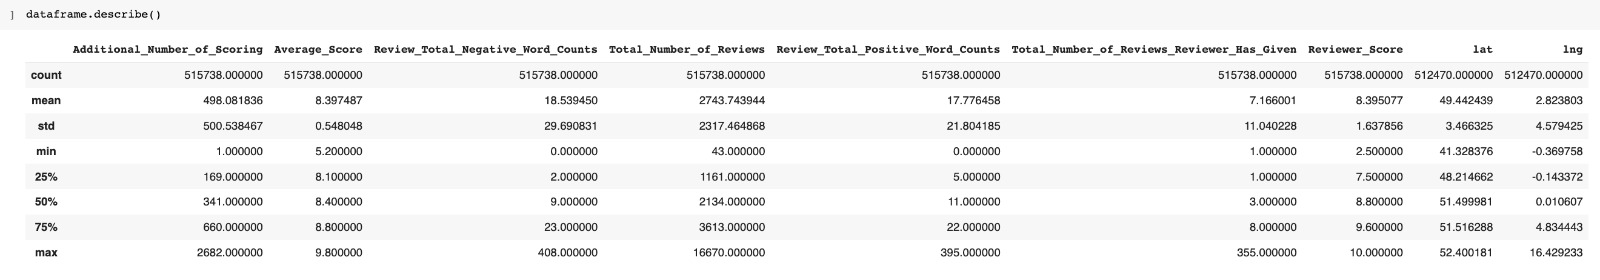 ] dataframe.describe()
Additional_Number_of_Scoring Average_Score Review_Total_Negative_Word_Counts Total_Number_of_Reviews Review_Total_Positive_Word_Counts Total_Number_of_Reviews_Reviewer_Has_Given Reviewer_Score lat lng
count 515738.000000 515738.000000 515738.000000 515738.000000 515738.000000 515738.000000 515738.000000 512470.000000 512470.000000
mean 498.081836 8.397487 18.539450 2743.743944 17.776458 7.166001 8.395077 49.442439 2.823803
std 500.538467 0.548048 29.690831 2317.464868 21.804185 11.040228 1.637856 3.466325 4.579425
min 1.000000 5.200000 0.000000 43.000000 0.000000 1.000000 2.500000 41.328376 -0.369758
25% 169.000000 8.100000 2.000000 1161.000000 5.000000 1.000000 7.500000 48.214662 -0.143372
50% 341.000000 8.400000 9.000000 2134.000000 11.000000 3.000000 8.800000 51.499981 0.010607
75% 660.000000 8.800000 23.000000 3613.000000 22.000000 8.000000 9.600000 51.516288 4.834443
max 2682.000000 9.800000 408.000000 16670.000000 395.000000 355.000000 10.000000 52.400181 16.429233